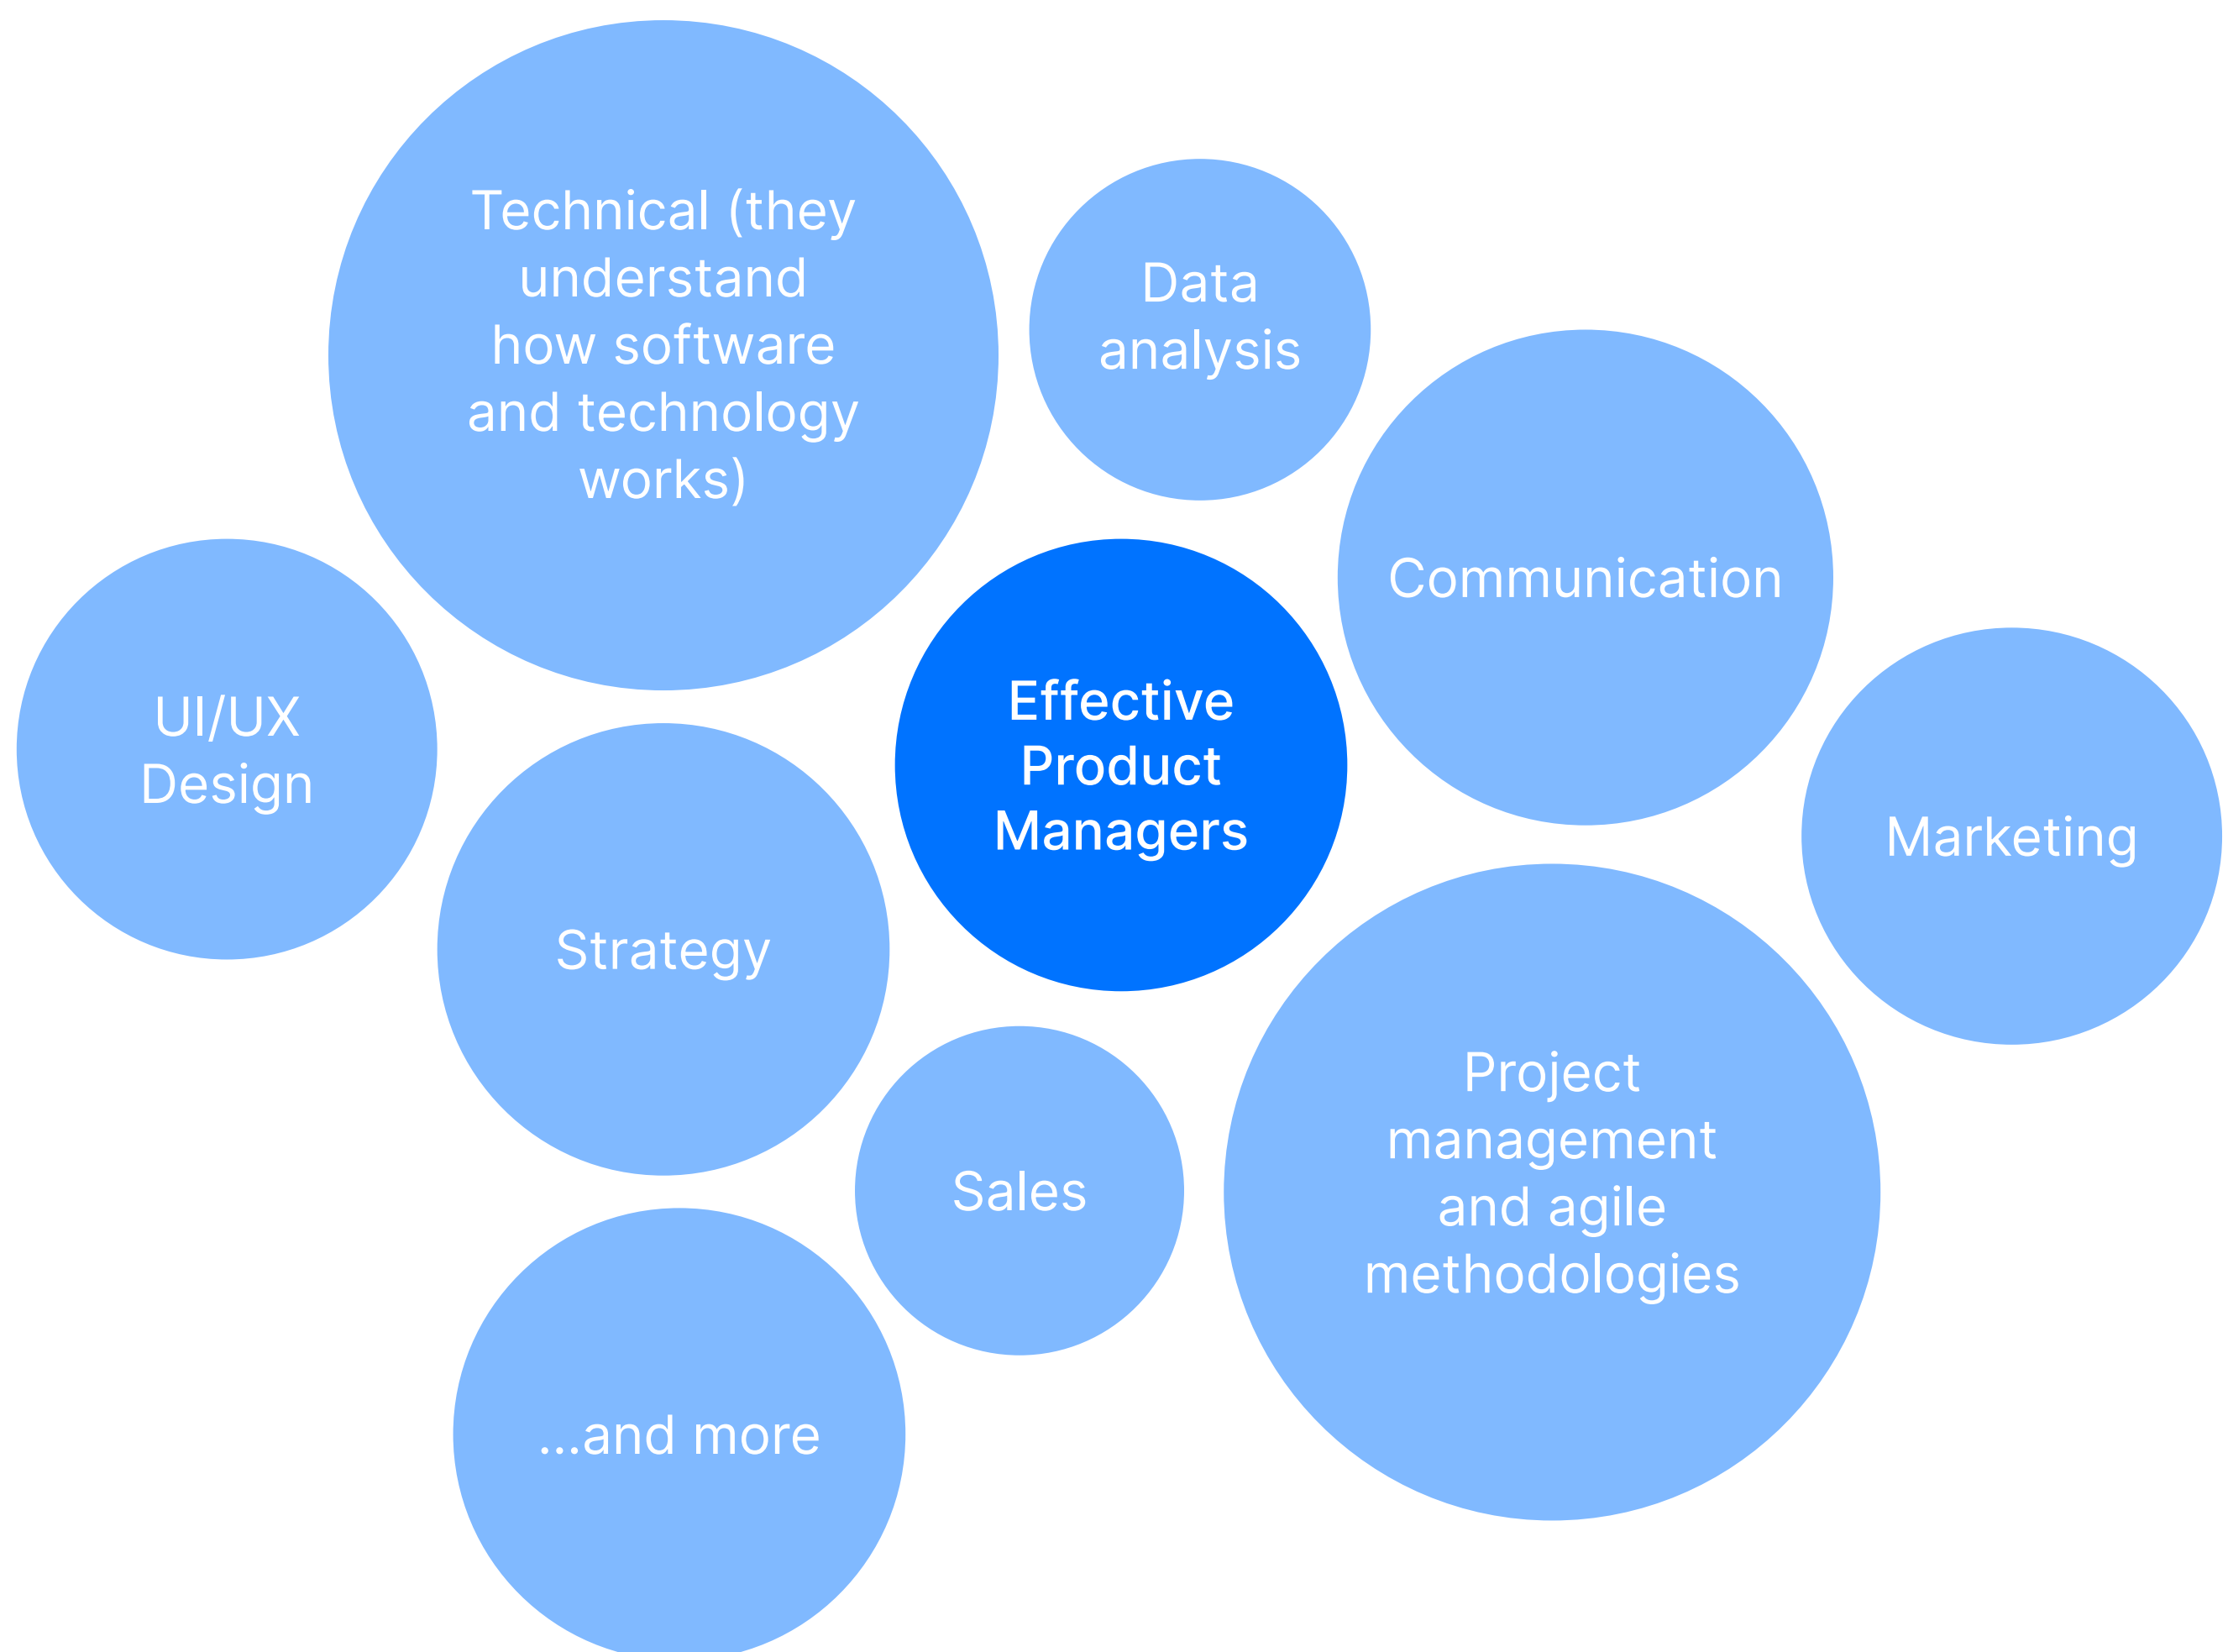 Technical (they
understand
how software
and technology
works)
Data
analysis
Communication
UI/UX
Design
Effective
Product
Managers
Marketing
Strategy
Project
management
and agile
methodologies
Sales
...and more